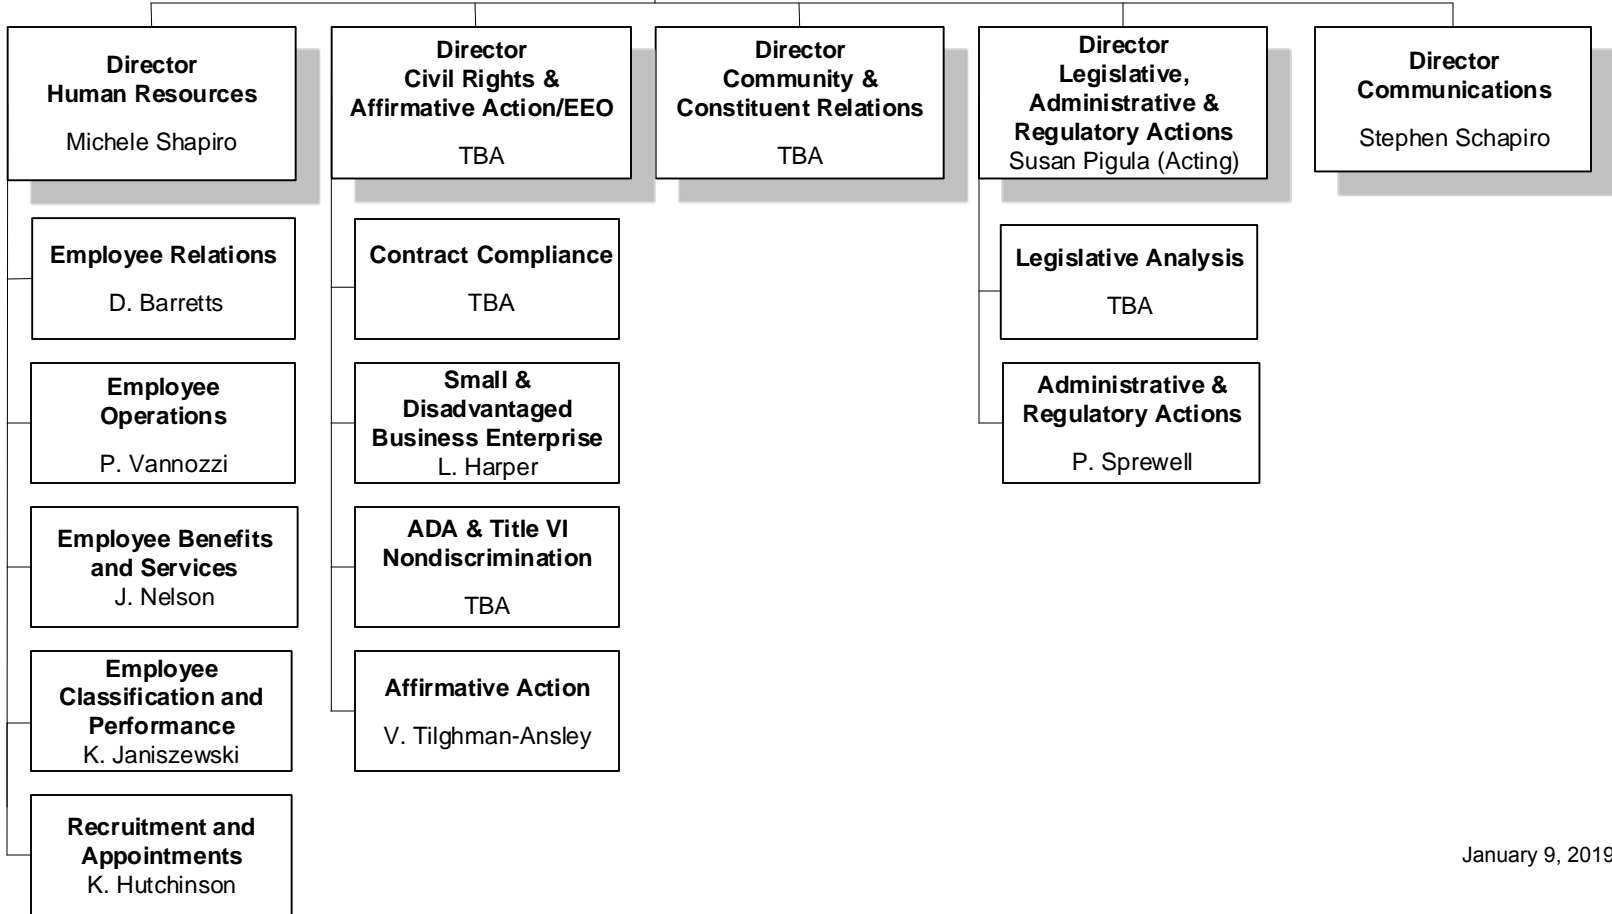 Director
Human Resources
Michele Shapiro
Director
Civil Rights &
Affirmative Action/EEO
TBA
Director
Community &
Constituent Relations
TBA
Director
Legislative,
Administrative &
Regulatory Actions
Susan Pigula (Acting)
Director
Communications
Stephen Schapiro
Employee Relations
D. Barretts
Employee
Operations
P. Vannozzi
Employee Benefits
and Services
J. Nelson
Employee
Classification and
Performance
K. Janiszewski
Recruitment and
Appointments
K. Hutchinson
Contract Compliance
TBA
Small &
Disadvantaged
Business Enterprise
L. Harper
ADA & Title VI
Nondiscrimination
TBA
Affirmative Action
V. Tilghman-Ansley
Legislative Analysis
TBA
Administrative &
Regulatory Actions
P. Sprewell
January 9, 2019